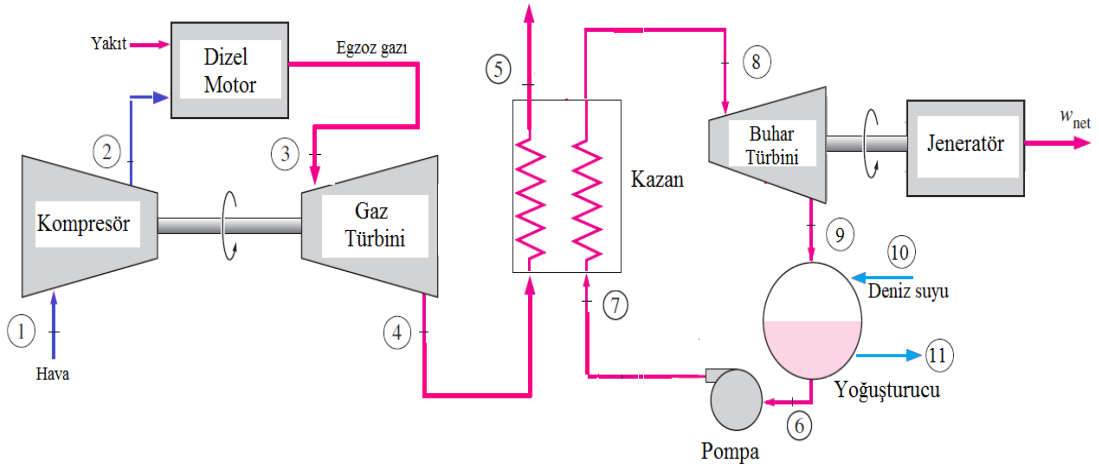 Yakıt
Dizel
Motor
Egzoz gazı
2
3
Kompresör
Gaz
Türbini
1
Hava
4
5
Kazan
7
8
Buhar
Türbini
Jeneratör
wnet
9
10
Deniz suyu
11
Yoğuşturucu
6
Pompa